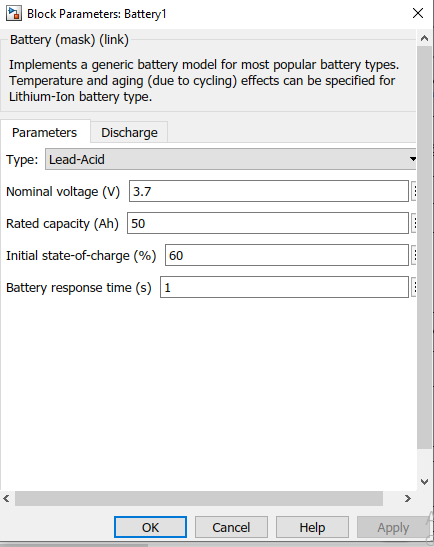 Block Parameters: Battery1
Battery (mask) (link)
Implements a generic battery model for most popular battery types.
Temperature and aging (due to cycling) effects can be specified for
Lithium-Ion battery type.
Parameters Discharge
Type: Lead-Acid
Nominal voltage (V) 3.7
Rated capacity (Ah) 50
Initial state-of-charge (%) 60
Battery response time (s) 1
OK Cancel Help Apply